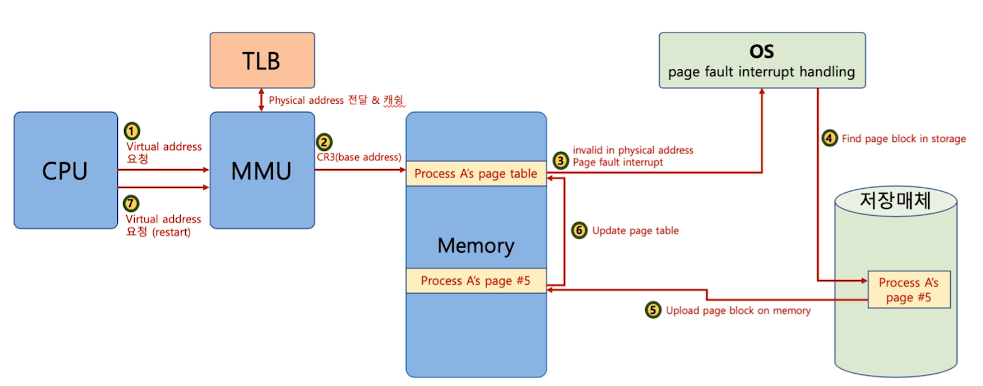 TLB
OS
page fault interrupt handling
Physical address 전달 & 캐슁
CPU
1
Virtual address
요청
MMU
2
CR3(base address)
Process A's page table
3
invalid in physical address
Page fault interrupt
4
Find page block in storage
7
Virtual address
요청 (restart)
Memory
6
Update page table
저장매체
Process A's page #5
Process A's
page #5
5
Upload page block on memory